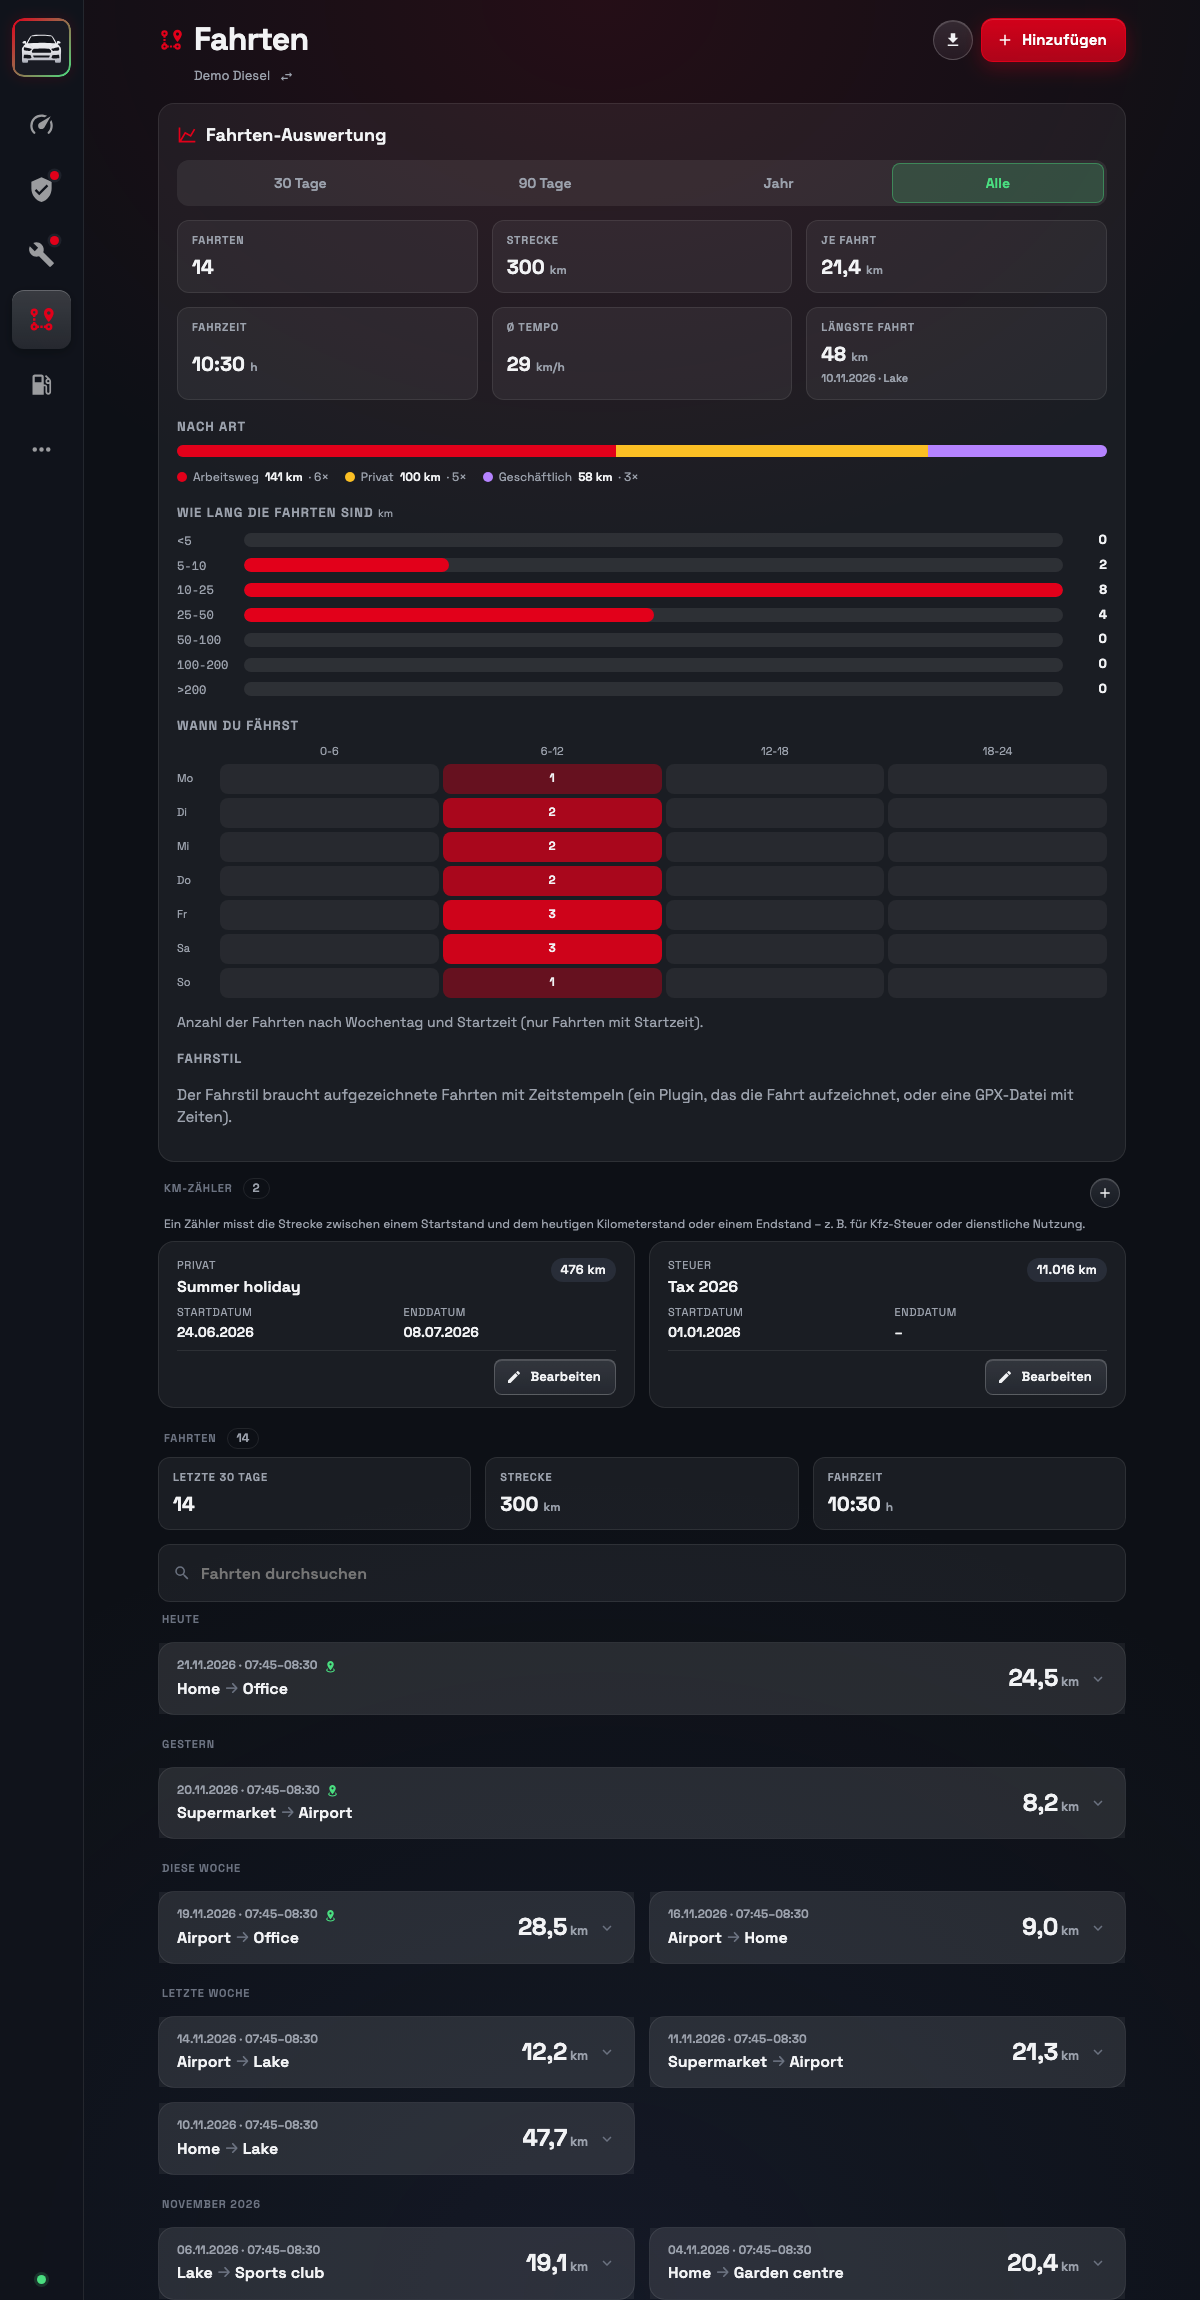 Fahrten
Hinzufügen
Demo Diesel
Fahrten-Auswertung
30 Tage 90 Tage Jahr Alle
FAHRTEN STRECKE JE FAHRT
14 300 km 21,4 km
FAHRZEIT Ø TEMPO LÄNGSTE FAHRT
10:30 h 29 km/h 48 km
10.11.2026 · Lake
NACH ART
Arbeitsweg 141 km · 6× Privat 100 km · 5× Geschäftlich 58 km · 3×
WIE LANG DIE FAHRTEN SIND km
<5 0
5-10 2
10-25 8
25-50 4
50-100 0
100-200 0
>200 0
WANN DU FÄHRST
0-6 6-12 12-18 18-24
Mo 1
Di 2
Mi 2
Do 2
Fr 3
Sa 3
So 1
Anzahl der Fahrten nach Wochentag und Startzeit (nur Fahrten mit Startzeit).
FAHRSTIL
Der Fahrstil braucht aufgezeichnete Fahrten mit Zeitstempeln (ein Plugin, das die Fahrt aufzeichnet, oder eine GPX-Datei mit
Zeiten).
KM-ZÄHLER 2
Ein Zähler misst die Strecke zwischen einem Startstand und dem heutigen Kilometerstand oder einem Endstand – z. B. für Kfz-Steuer oder dienstliche Nutzung.
PRIVAT
Summer holiday
476 km
STARTDATUM ENDDATUM
24.06.2026 08.07.2026
Bearbeiten
STEUER
Tax 2026
11.016 km
STARTDATUM ENDDATUM
01.01.2026 –
Bearbeiten
FAHRTEN 14
LETZTE 30 TAGE STRECKE FAHRZEIT
14 300 km 10:30 h
Fahrten durchsuchen
HEUTE
21.11.2026 · 07:45–08:30
Home → Office
24,5 km
GESTERN
20.11.2026 · 07:45–08:30
Supermarket → Airport
8,2 km
DIESE WOCHE
19.11.2026 · 07:45–08:30
Airport → Office
28,5 km
16.11.2026 · 07:45–08:30
Airport → Home
9,0 km
LETZTE WOCHE
14.11.2026 · 07:45–08:30
Airport → Lake
12,2 km
11.11.2026 · 07:45–08:30
Supermarket → Airport
21,3 km
10.11.2026 · 07:45–08:30
Home → Lake
47,7 km
NOVEMBER 2026
06.11.2026 · 07:45–08:30
Lake → Sports club
19,1 km
04.11.2026 · 07:45–08:30
Home → Garden centre
20,4 km